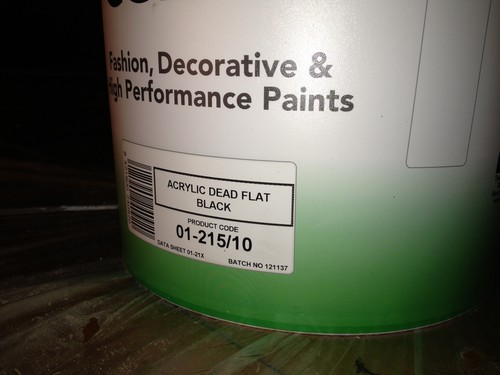 Fashion, Decorative &
High Performance Paints
ACRYLIC DEAD FLAT
BLACK
PRODUCT CODE
01-215/10
DATA SHEET 01-21X
BATCH NO 121137